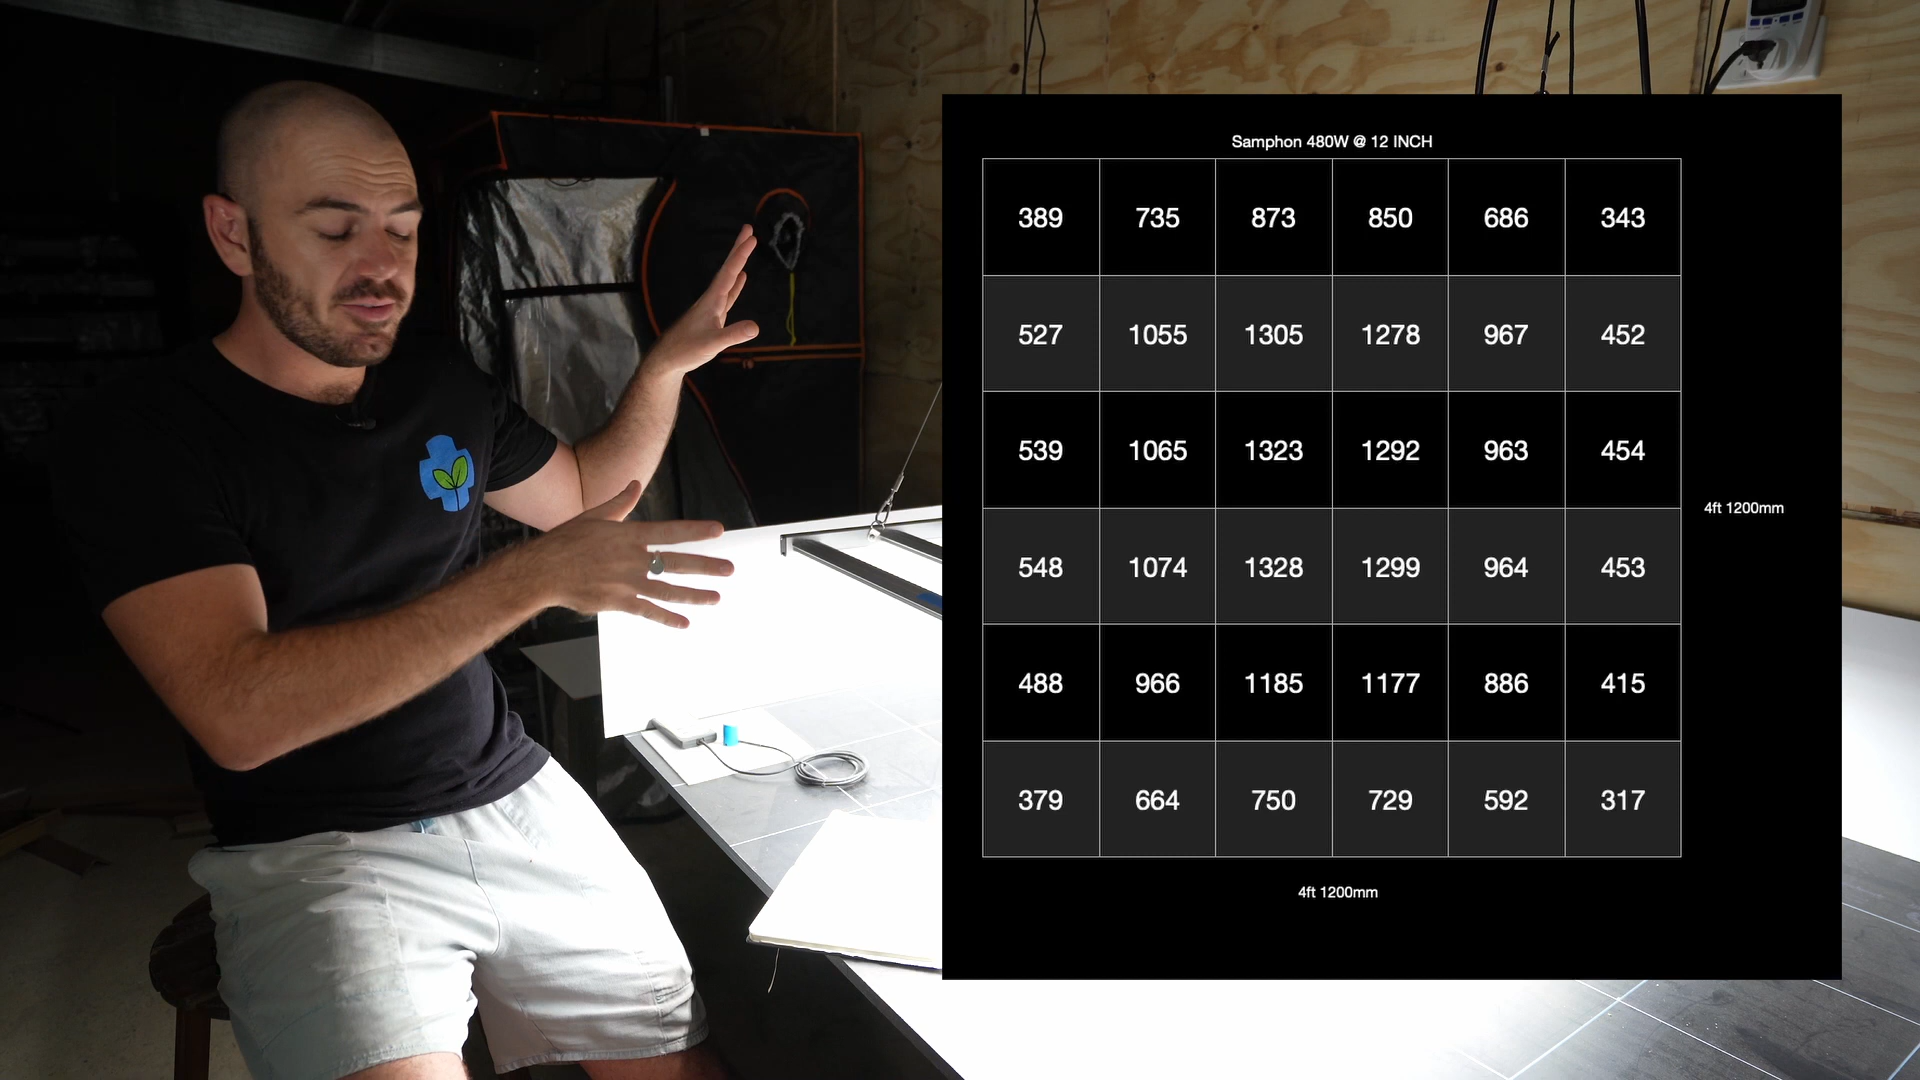 Samphon 480W @ 12 INCH
389 735 873 850 686 343
527 1055 1305 1278 967 452
539 1065 1323 1292 963 454
4ft 1200mm
548 1074 1328 1299 964 453
488 966 1185 1177 886 415
379 664 750 729 592 317
4ft 1200mm